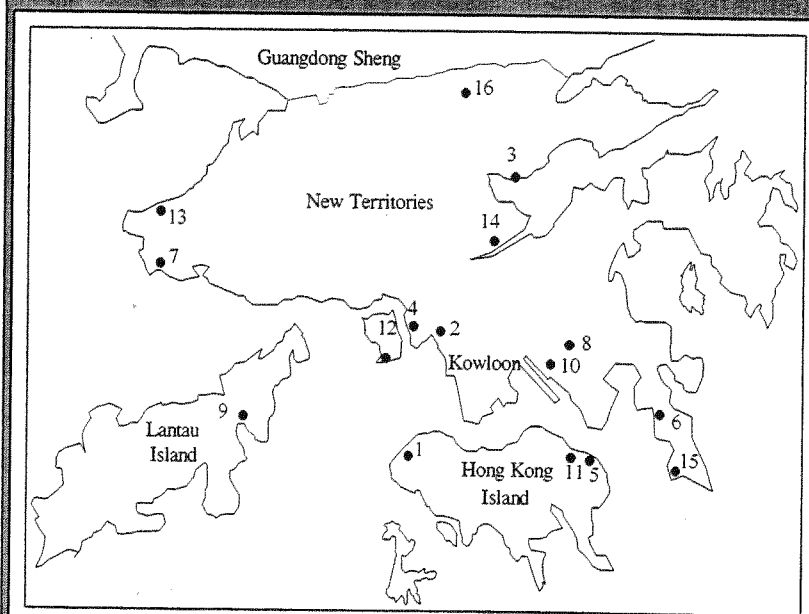 Guangdong Sheng
16
3
New Territories
13
14
7
4
12
2
8
Kowloon
10
9
6
Lantau
Island
1
Hong Kong
Island
11
5
15